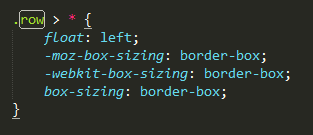 .row > * {
    float: left;
    -moz-box-sizing: border-box;
    -webkit-box-sizing: border-box;
    box-sizing: border-box;
}